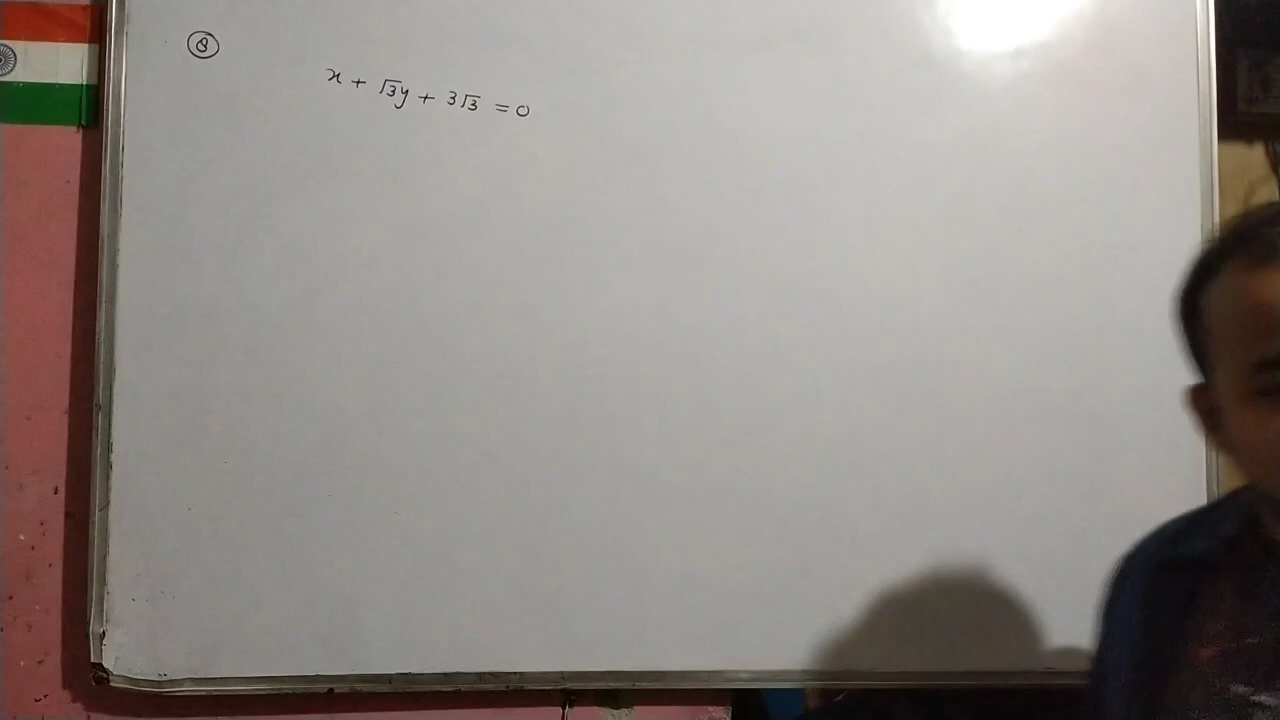 8
x + √3y + 3√3 = 0